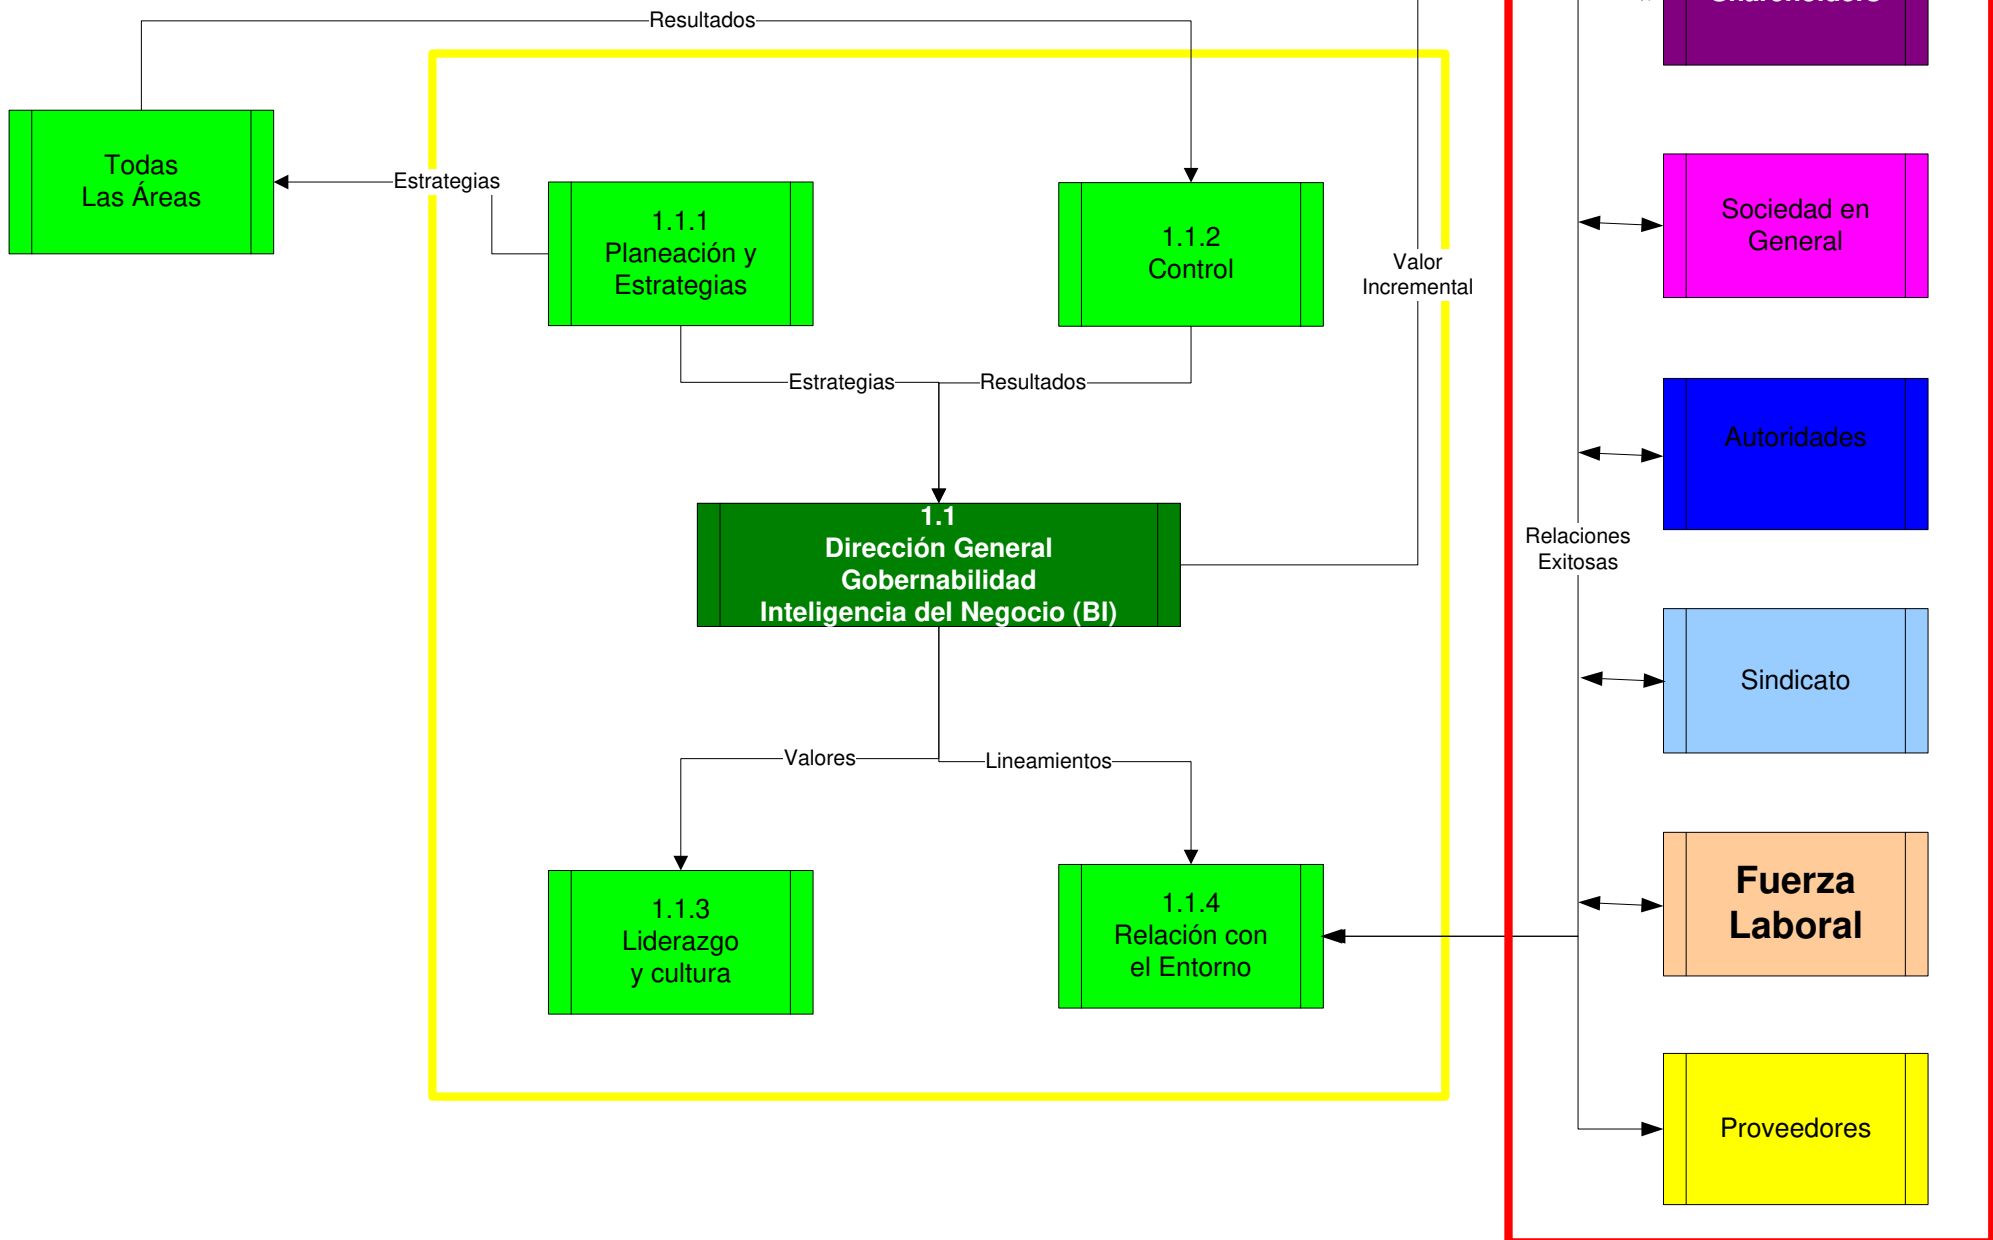 Resultados
Todas
Las Áreas
Estrategias
1.1.1
Planeación y
Estrategias
1.1.2
Control
Valor
Incremental
Estrategias
Resultados
1.1
Dirección General
Gobernabilidad
Inteligencia del Negocio (BI)
Valores
Lineamientos
1.1.3
Liderazgo
y cultura
1.1.4
Relación con
el Entorno
Sociedad en
General
Autoridades
Relaciones
Exitosas
Sindicato
Fuerza
Laboral
Proveedores